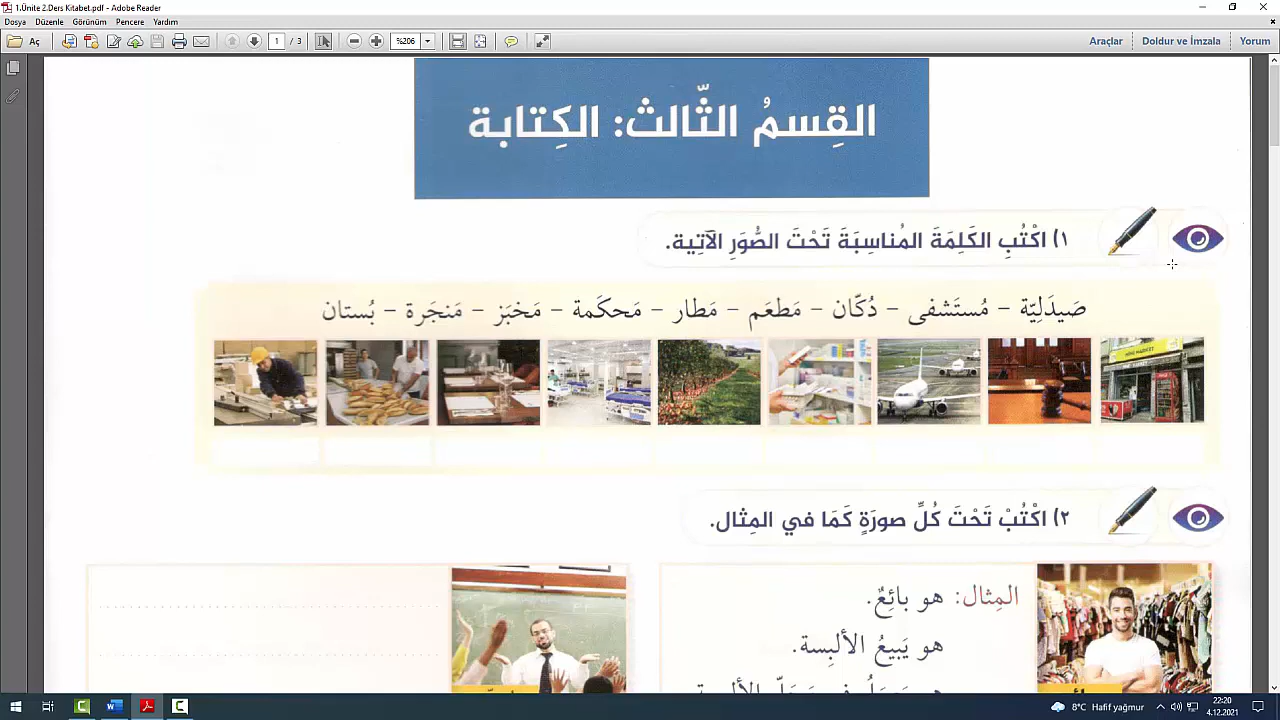 1.Ünite 2.Ders Kitabet.pdf - Adobe Reader
Dosya Düzenle Görünüm Pencere Yardım
Aç 1 / 3 %206 Araçlar Doldur ve İmzala Yorum
القِسمُ الثّالث: الكِتابة
١) اكْتُبِ الكَلِمَةَ المُناسِبَةَ تَحْتَ الصُّوَرِ الآتِية.
صَيدَلِيّة – مُستَشفى – دُكّان – مَطعَم – مَطار – مَحكَمة – مَخبَز – مَنجَرة – بُستان
٢) اكْتُبْ تَحْتَ كُلِّ صورَةٍ كَمَا في المِثال.
المِثال: هو بائِعٌ.
هو يَبيعُ الألبِسة.
8°C Hafif yağmur 22:20
4.12.2021